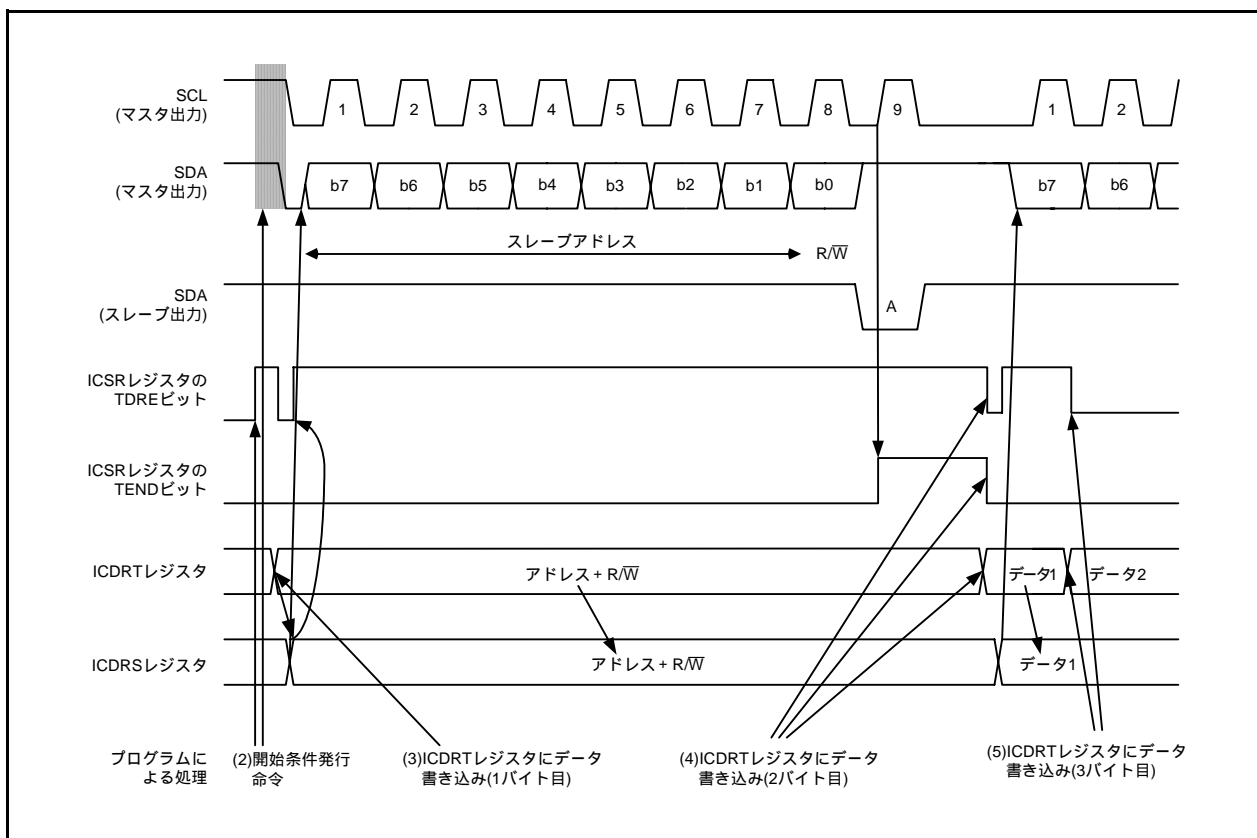 SCL
(マスタ出力)
1 2 3 4 5 6 7 8 9 1 2
SDA
(マスタ出力)
b7 b6 b5 b4 b3 b2 b1 b0 b7 b6
スレーブアドレス R/W̅
SDA
(スレーブ出力)
A
ICSRレジスタの
TDREビット
ICSRレジスタの
TENDビット
ICDRTレジスタ アドレス + R/W̅ データ1 データ2
ICDRSレジスタ アドレス + R/W̅ データ1
プログラムに
よる処理
(2)開始条件発行
命令
(3)ICDRTレジスタにデータ
書き込み(1バイト目)
(4)ICDRTレジスタにデータ
書き込み(2バイト目)
(5)ICDRTレジスタにデータ
書き込み(3バイト目)